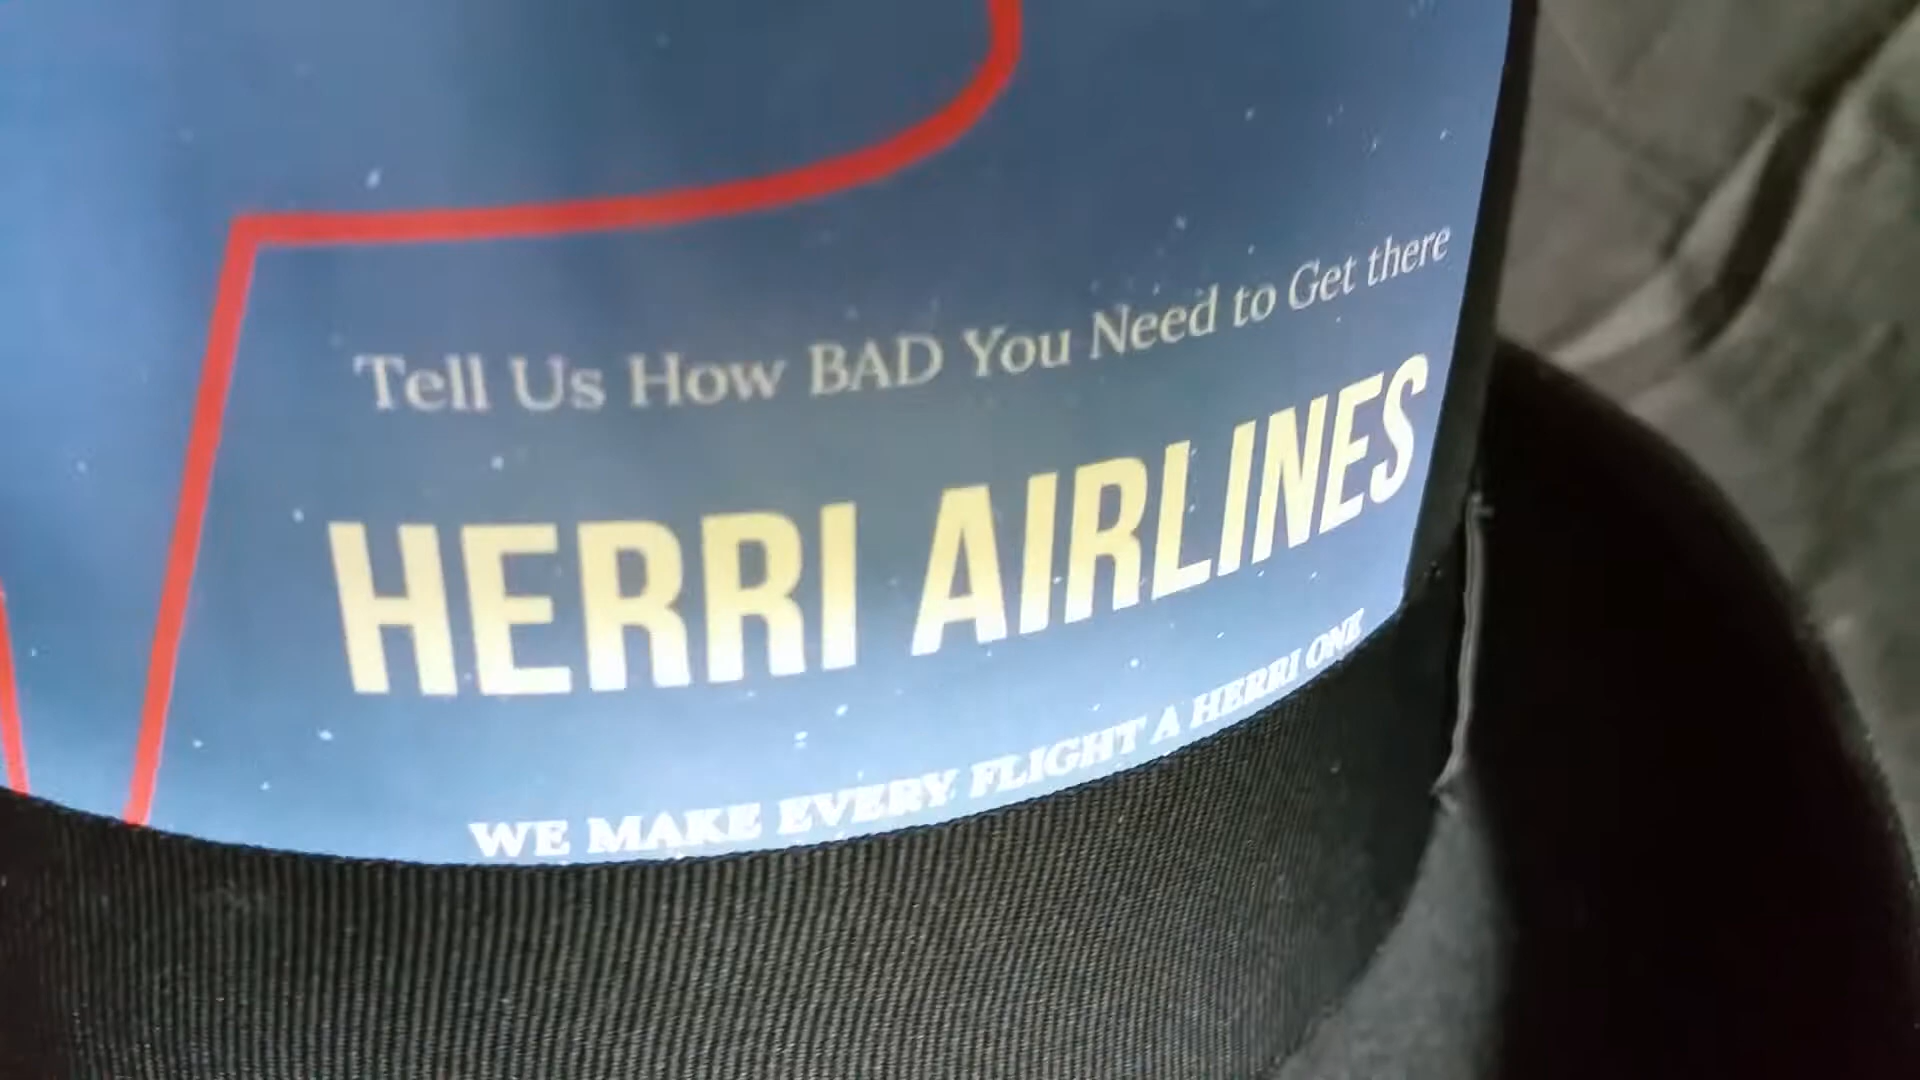 Tell Us How BAD You Need to Get there
HERRI AIRLINES
WE MAKE EVERY FLIGHT A HERRI ONE